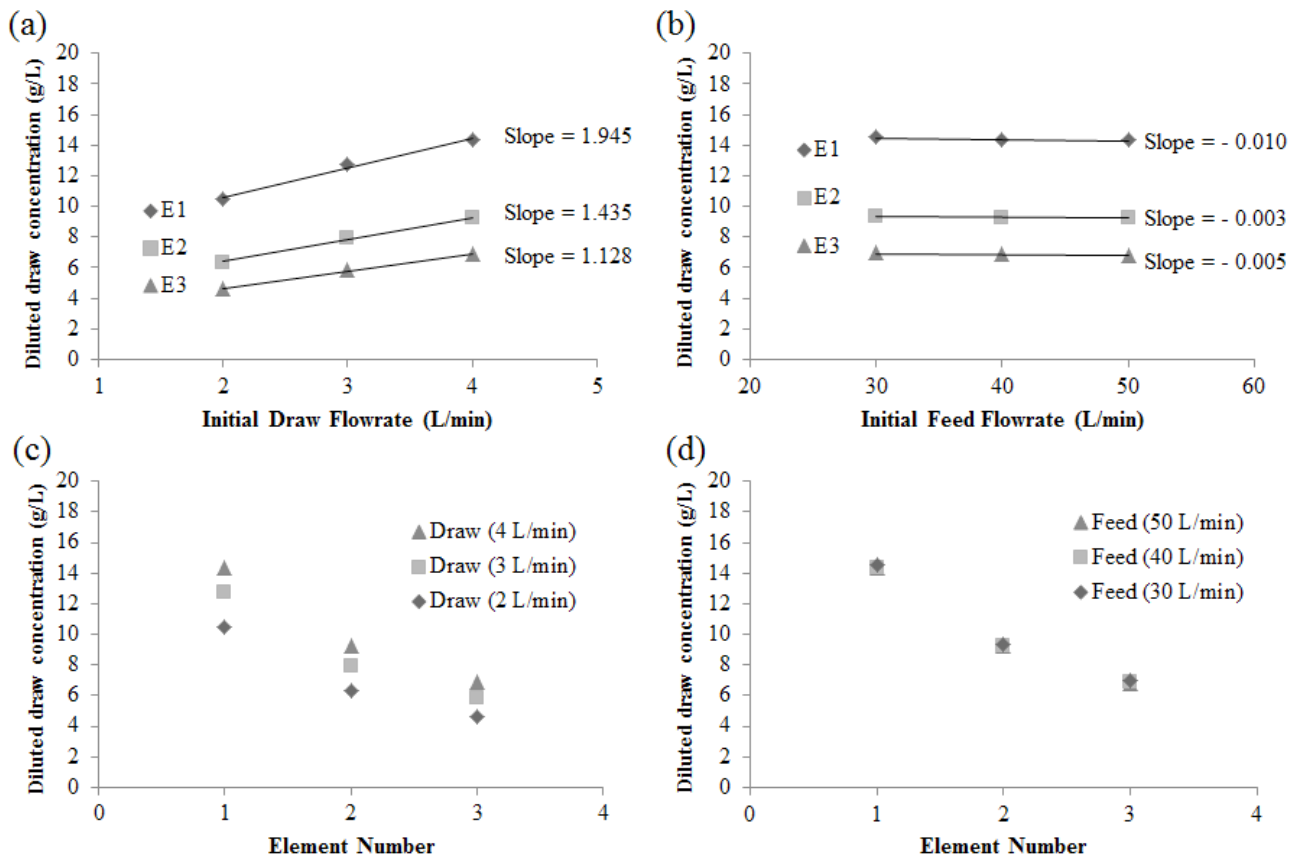 (a)
Diluted draw concentration (g/L)
20
18
16
14
12
10
8
6
4
2
0
E1
E2
E3
Slope = 1.945
Slope = 1.435
Slope = 1.128
1 2 3 4 5
Initial Draw Flowrate (L/min)
(b)
Diluted draw concentration (g/L)
20
18
16
14
12
10
8
6
4
2
0
E1
E2
E3
Slope = - 0.010
Slope = - 0.003
Slope = - 0.005
20 30 40 50 60
Initial Feed Flowrate (L/min)
(c)
Diluted draw concentration (g/L)
20
18
16
14
12
10
8
6
4
2
0
Draw (4 L/min)
Draw (3 L/min)
Draw (2 L/min)
0 1 2 3 4
Element Number
(d)
Diluted draw concentration (g/L)
20
18
16
14
12
10
8
6
4
2
0
Feed (50 L/min)
Feed (40 L/min)
Feed (30 L/min)
0 1 2 3 4
Element Number